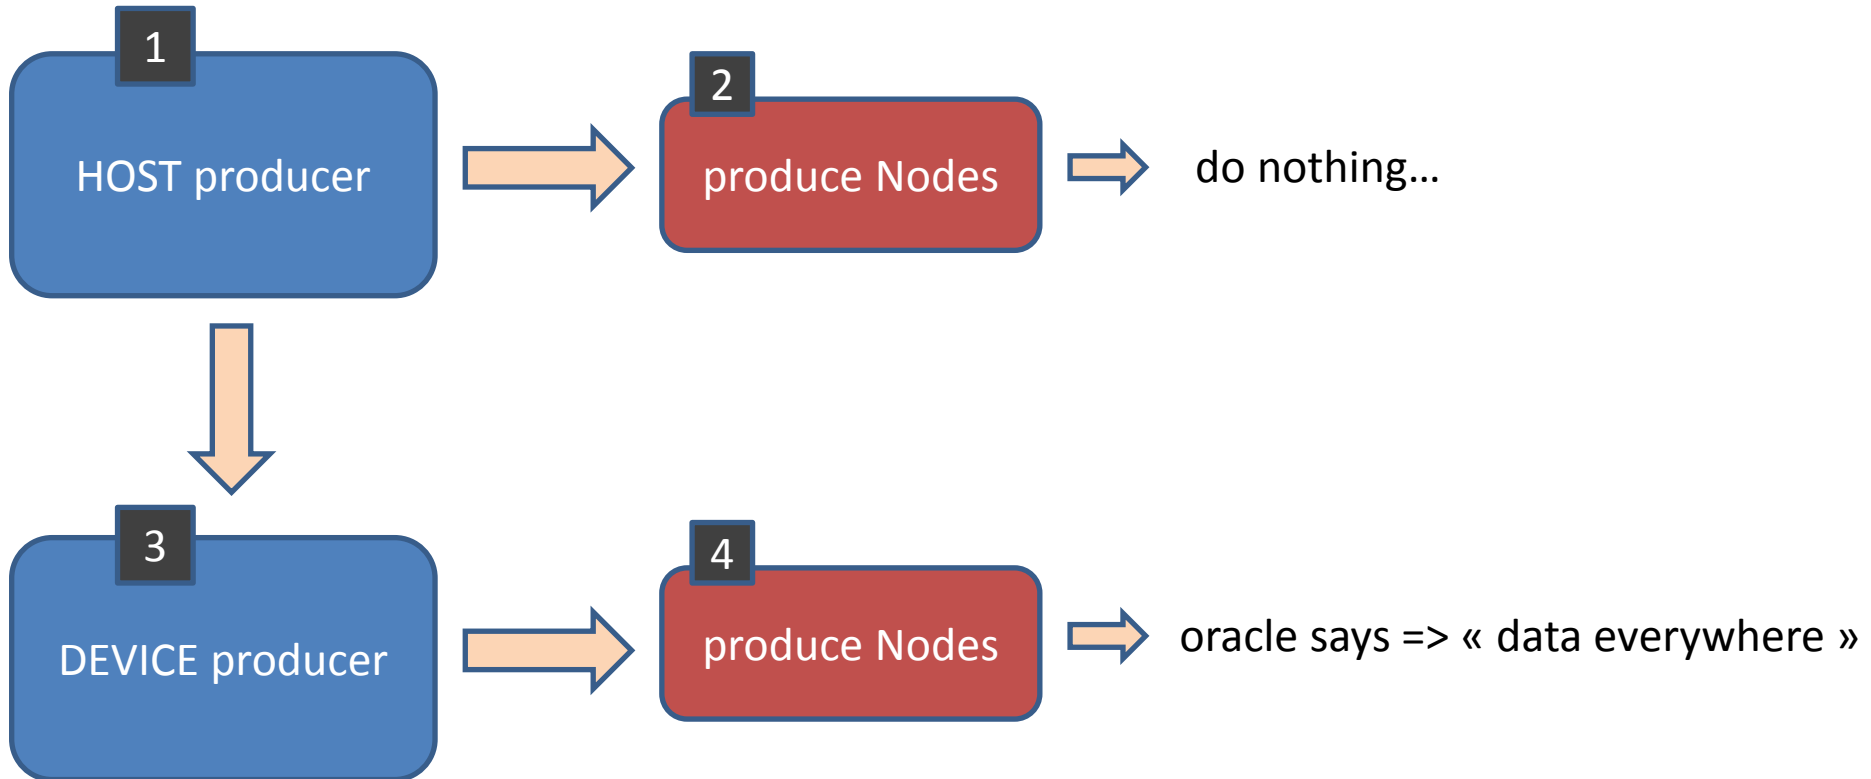 1
HOST producer
2
produce Nodes
do nothing…
3
DEVICE producer
4
produce Nodes
oracle says => « data everywhere »